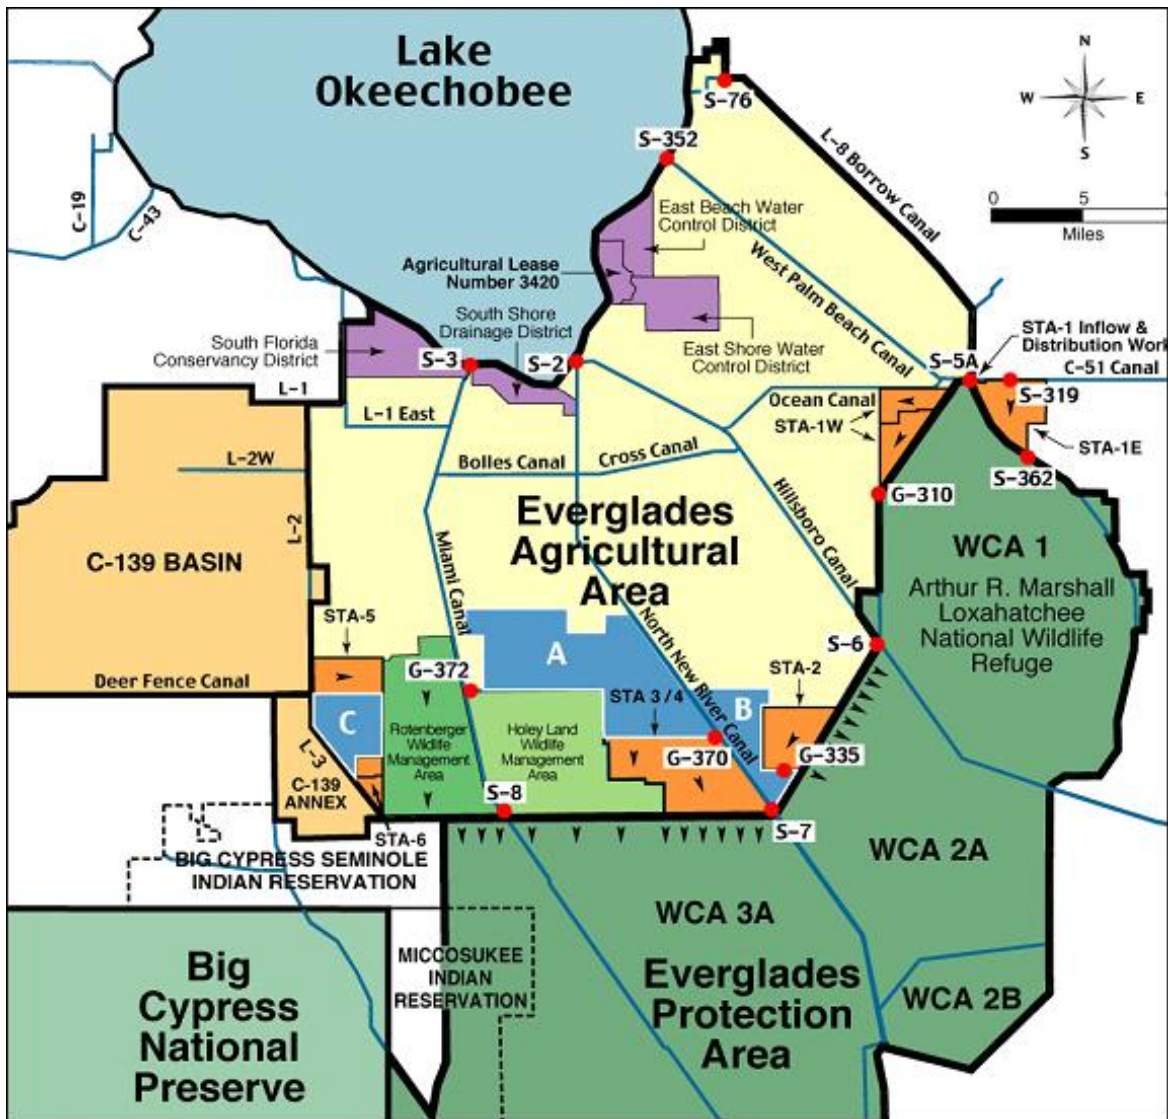 Lake
Okeechobee
N
W
E
S
S-76
S-352
L-8 Borrow Canal
0
5
Miles
C-19
C-43
East Beach Water
Control District
Agricultural Lease
Number 3420
West Palm Beach Canal
South Shore
Drainage District
South Florida
Conservancy District
S-3
S-2
East Shore Water
Control District
STA-1 Inflow &
Distribution Work
S-5A
C-51 Canal
L-1
L-1 East
Ocean Canal
STA-1W
S-319
STA-1E
L-2W
Bolles Canal
Cross Canal
S-362
G-310
L-2
Hillsboro Canal
Everglades
Agricultural
Area
WCA 1
Arthur R. Marshall
Loxahatchee
National Wildlife
Refuge
C-139 BASIN
Miami Canal
STA-5
North New River Canal
S-6
A
G-372
Deer Fence Canal
STA 3/4
B
STA-2
C
L-3
Rotenberger
Wildlife
Management
Area
Holey Land
Wildlife
Management
Area
G-370
G-335
C-139
ANNEX
S-8
S-7
STA-6
BIG CYPRESS SEMINOLE
INDIAN RESERVATION
WCA 2A
WCA 3A
Big
Cypress
National
Preserve
MICCOSUKEE
INDIAN
RESERVATION
Everglades
Protection
Area
WCA 2B